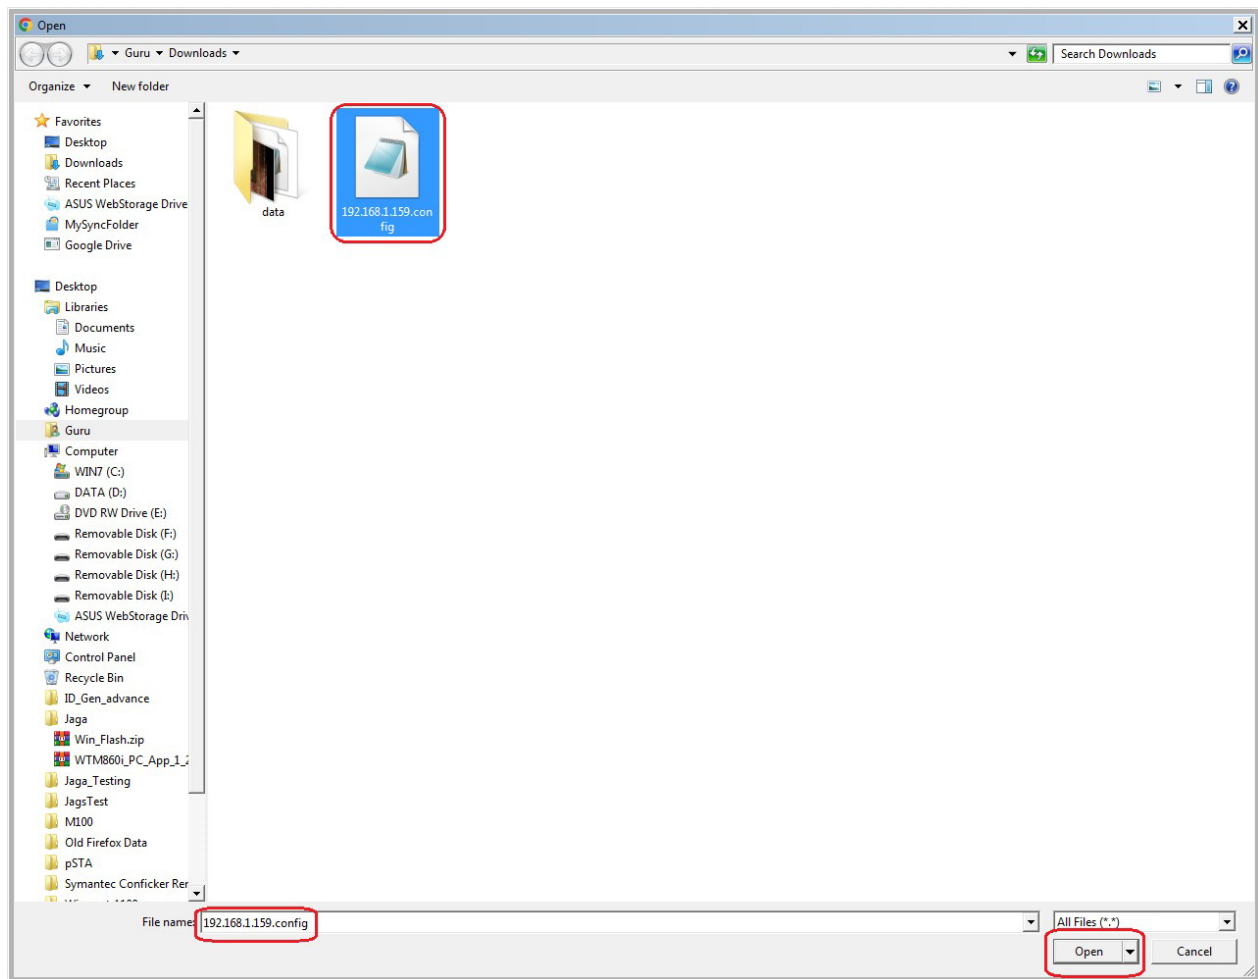 Open
Guru Downloads
Search Downloads
Organize New folder
Favorites
Desktop
Downloads
Recent Places
ASUS WebStorage Drive
MySyncFolder
Google Drive
Desktop
Libraries
Documents
Music
Pictures
Videos
Homegroup
Guru
Computer
WIN7 (C:)
DATA (D:)
DVD RW Drive (E:)
Removable Disk (F:)
Removable Disk (G:)
Removable Disk (H:)
Removable Disk (I:)
ASUS WebStorage Driv
Network
Control Panel
Recycle Bin
ID_Gen_advance
Jaga
Win_Flash.zip
WTM860i_PC_App_1_2
Jaga_Testing
JagsTest
M100
Old Firefox Data
pSTA
Symantec Conficker Rer
data
192.168.1.159.con
fig
File name: 192.168.1.159.config
All Files (*.*)
Open
Cancel